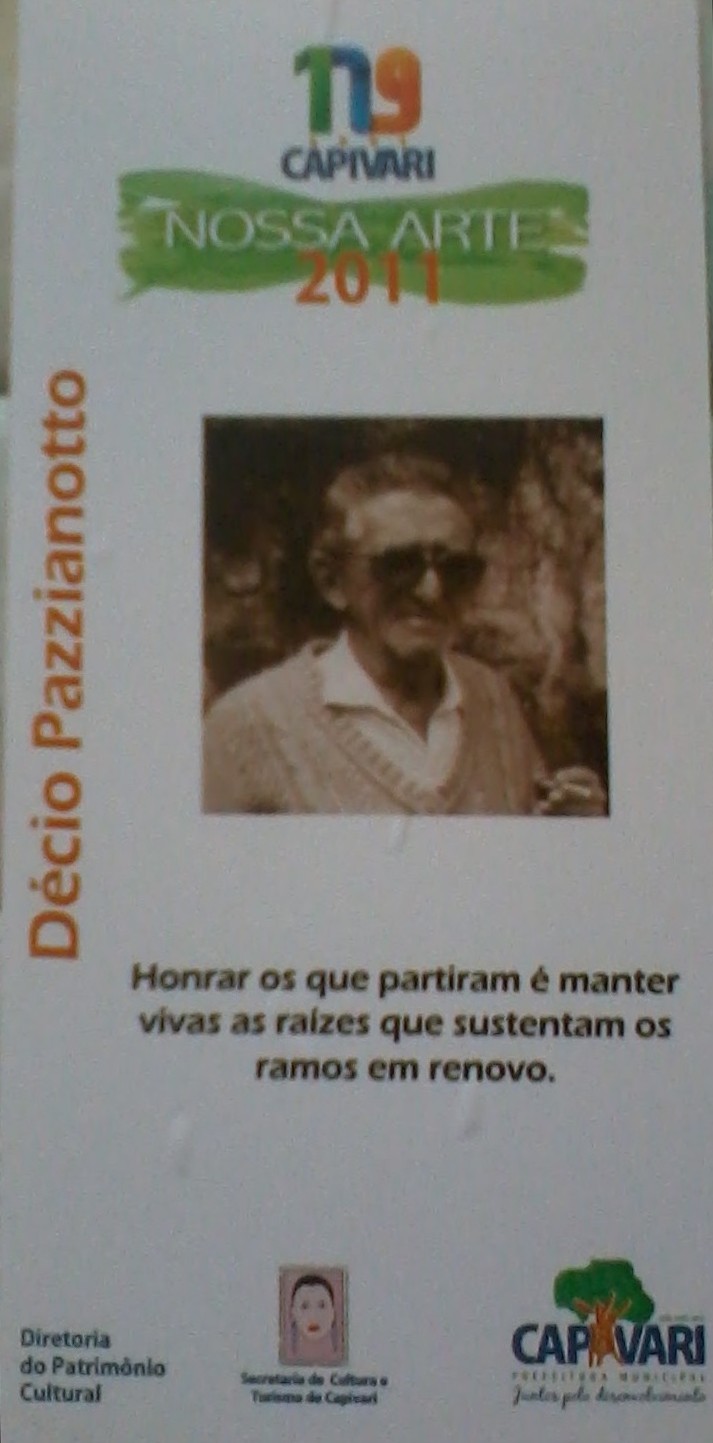 179
CAPIVARI
NOSSA ARTE
2011
Décio Pazzianotto
Honrar os que partiram é manter
vivas as raízes que sustentam os
ramos em renovo.
Diretoria
do Patrimônio
Cultural
Secretaria de Cultura e
Turismo de Capivari
CAPIVARI
PREFEITURA MUNICIPAL
Juntos pelo desenvolvimento